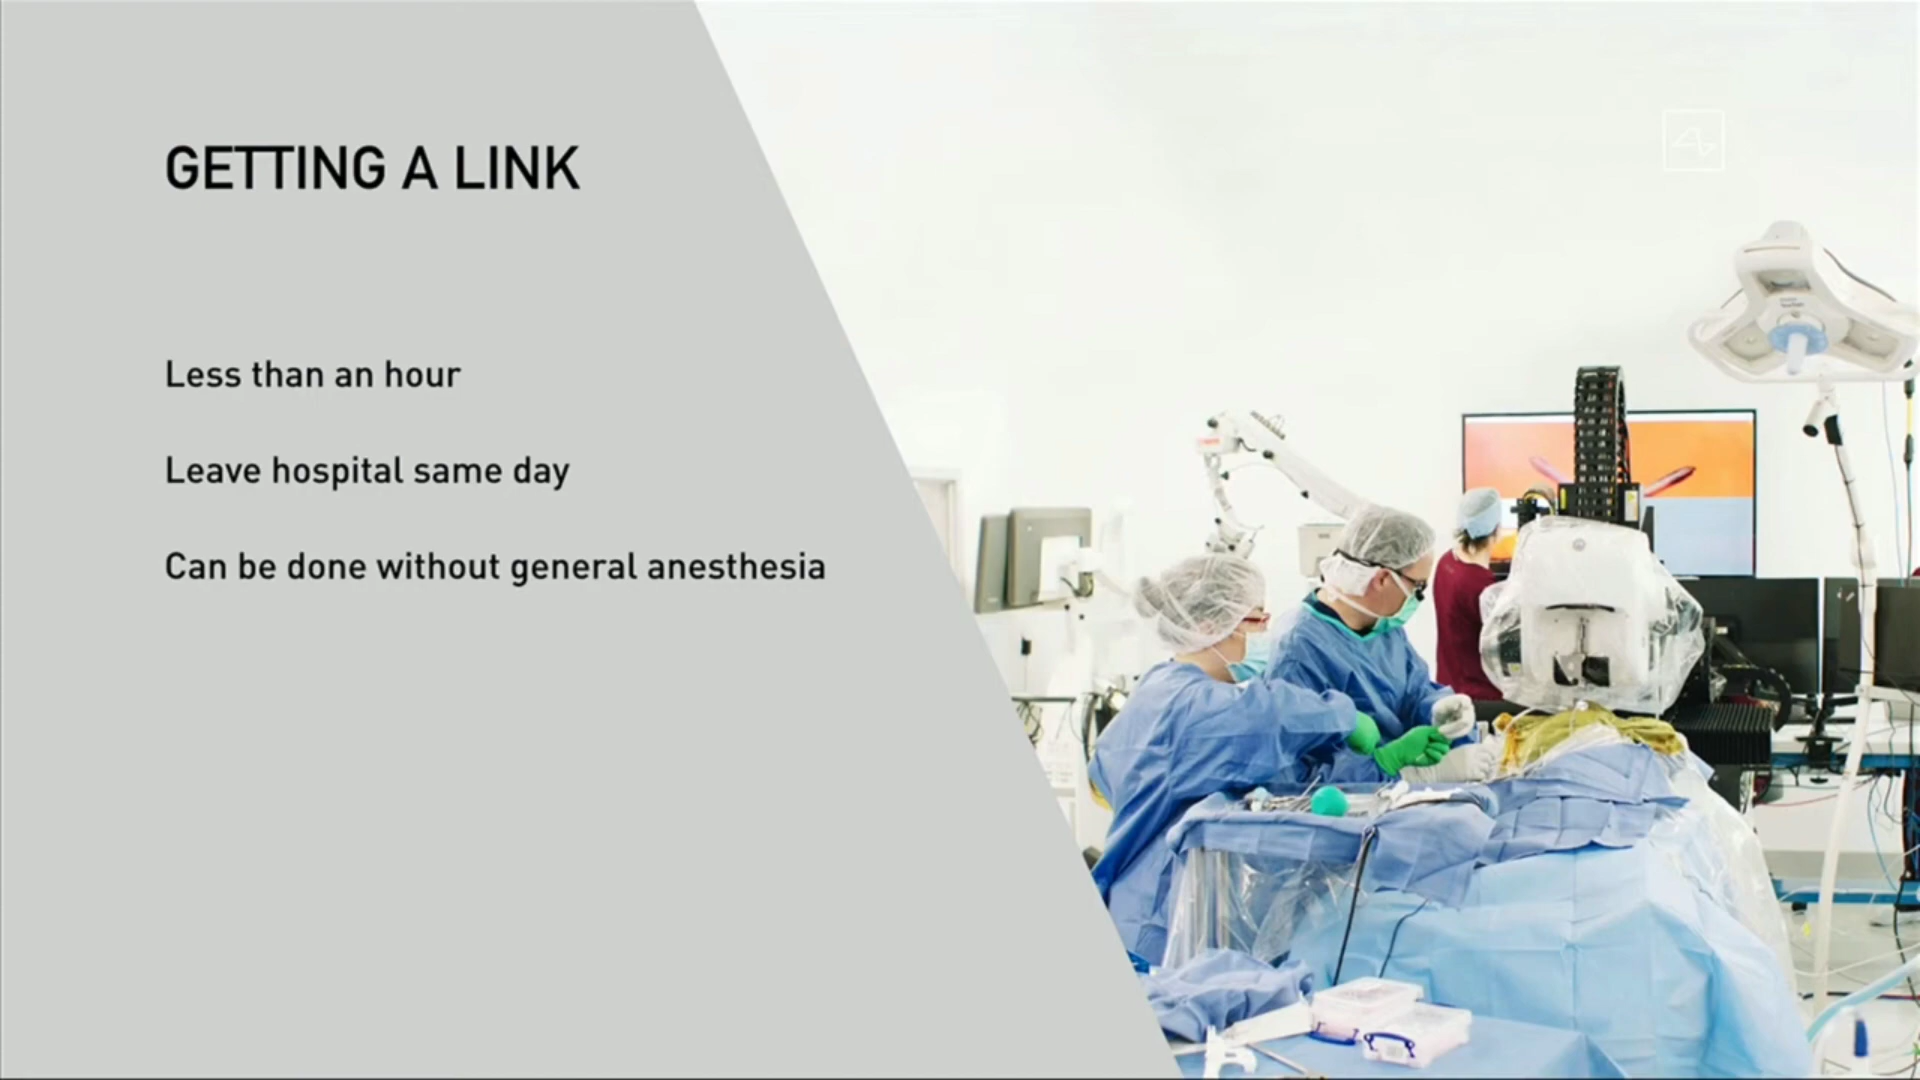 GETTING A LINK
Less than an hour
Leave hospital same day
Can be done without general anesthesia